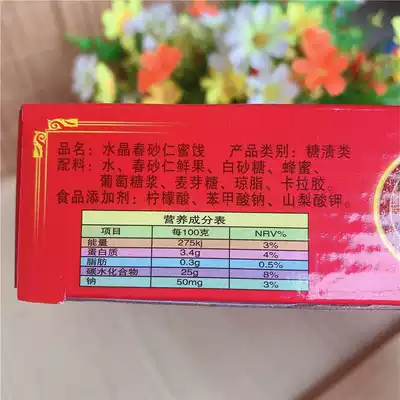 品名：水晶春砂仁蜜饯 产品类别：糖渍类
配料：水、春砂仁鲜果、白砂糖、蜂蜜、
葡萄糖浆、麦芽糖、琼脂、卡拉胶。
食品添加剂：柠檬酸、苯甲酸钠、山梨酸钾。
营养成分表
项目 每100克 NRV%
能量 275kj 3%
蛋白质 3.4g 4%
脂肪 0.3g 0.5%
碳水化合物 25g 8%
钠 50mg 3%